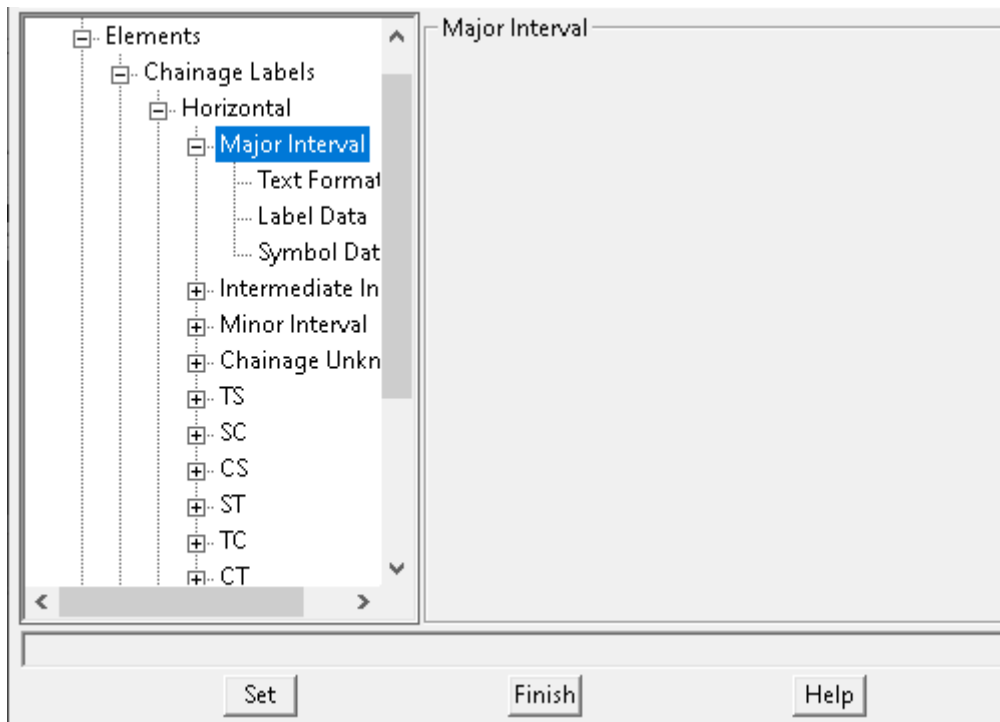 Elements
Chainage Labels
Horizontal
Major Interval
Text Format
Label Data
Symbol Dat
Intermediate In
Minor Interval
Chainage Unkn
TS
SC
CS
ST
TC
CT
Major Interval
Set
Finish
Help